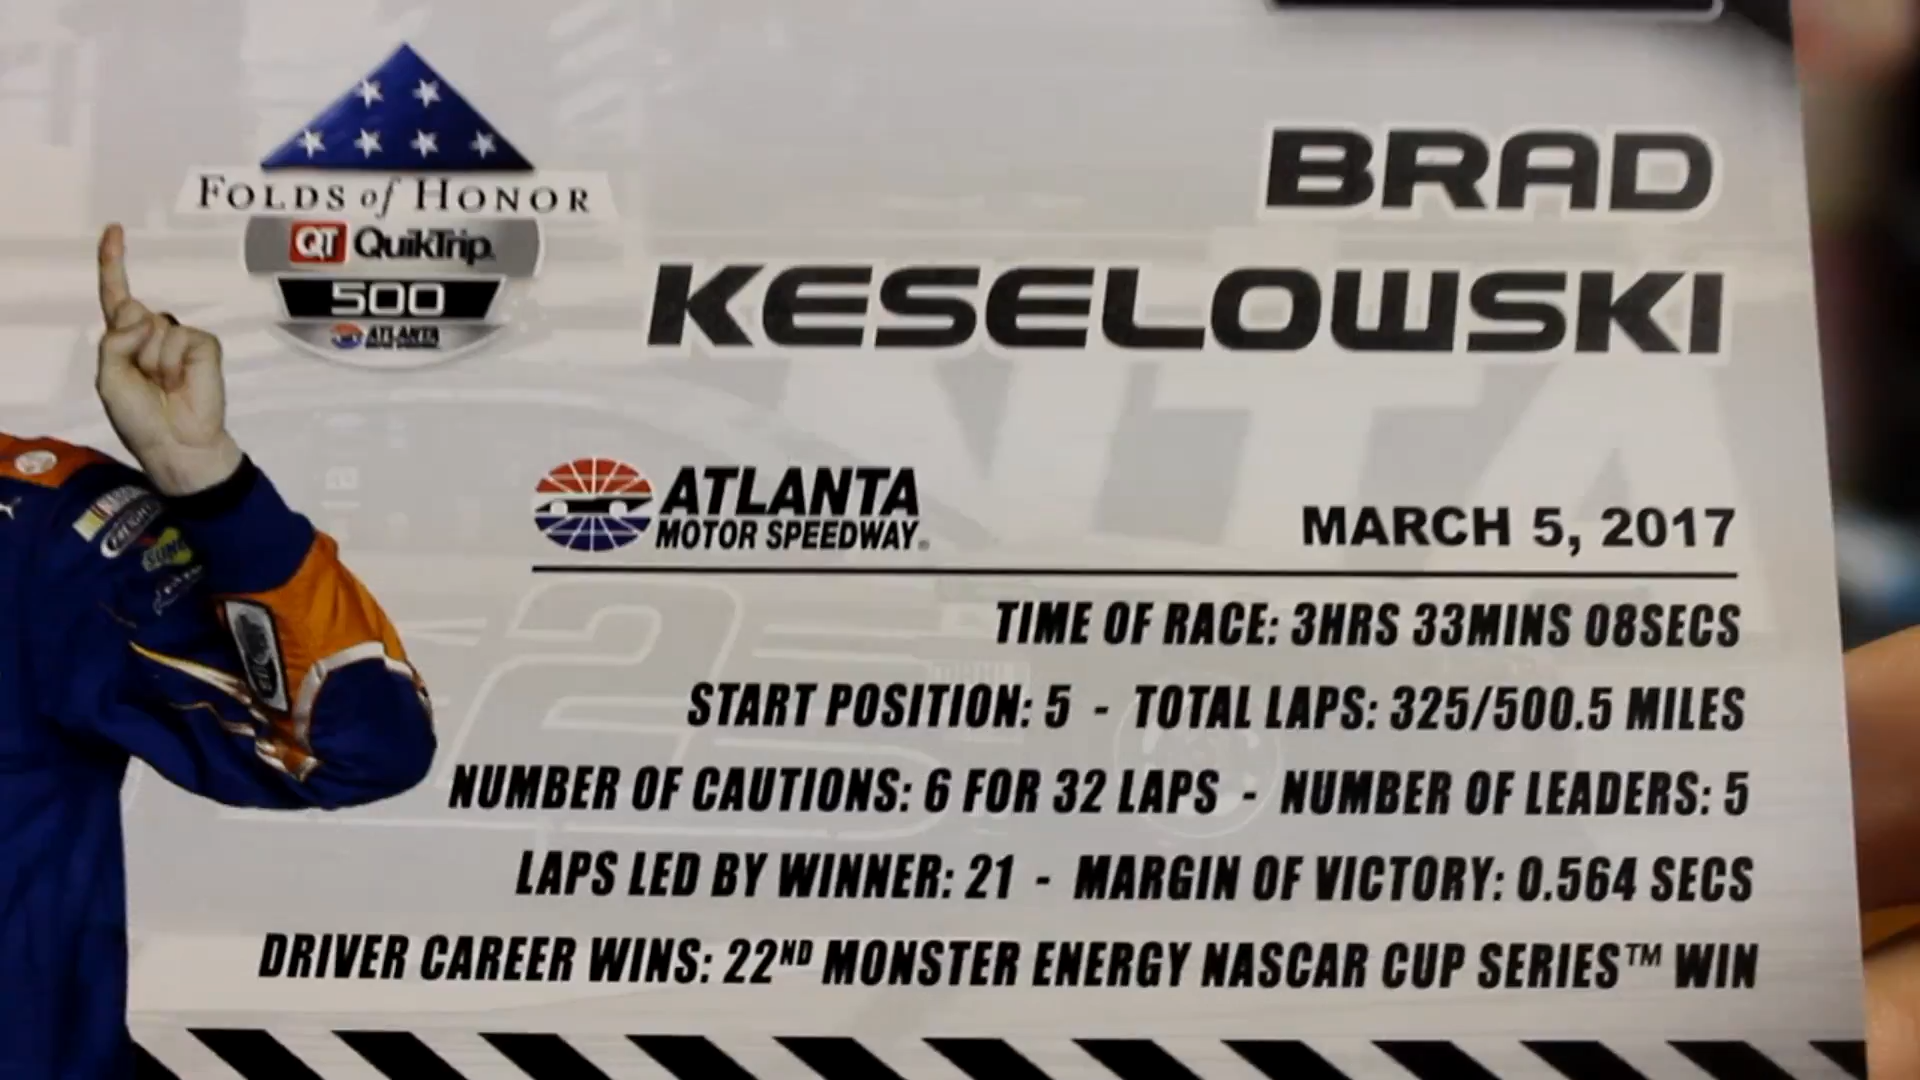 FOLDS of HONOR
QT QuikTrip
500
ATLANTA
BRAD
KESELOWSKI
ATLANTA
MOTOR SPEEDWAY
MARCH 5, 2017
TIME OF RACE: 3HRS 33MINS 08SECS
START POSITION: 5 - TOTAL LAPS: 325/500.5 MILES
NUMBER OF CAUTIONS: 6 FOR 32 LAPS - NUMBER OF LEADERS: 5
LAPS LED BY WINNER: 21 - MARGIN OF VICTORY: 0.564 SECS
DRIVER CAREER WINS: 22ND MONSTER ENERGY NASCAR CUP SERIES™ WIN